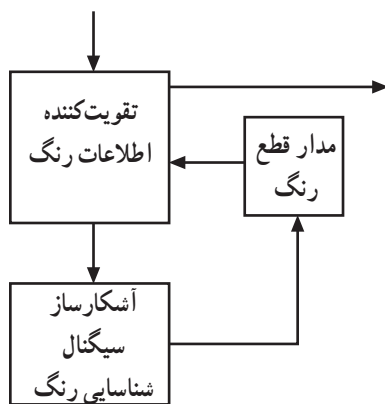 تقویت‌کننده
اطلاعات رنگ
مدار قطع
رنگ
آشکارساز
سیگنال
شناسایی رنگ